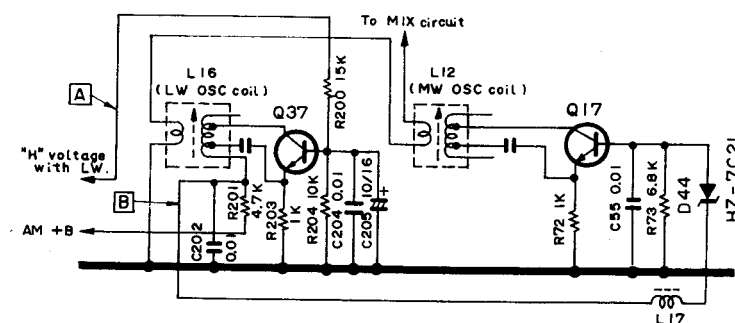 To MIX circuit
A
L16
(LW OSC coil)
Q37
R200 15K
L12
(MW OSC coil)
Q17
"H" voltage
with LW.
B
R201
4.7K
R203
1K
R204 10K
C204 0.01
C205 10/16
+
R72 1K
C55 0.01
R73 6.8K
D44
HZ-7C2L
AM +B
C202
0.01
L17